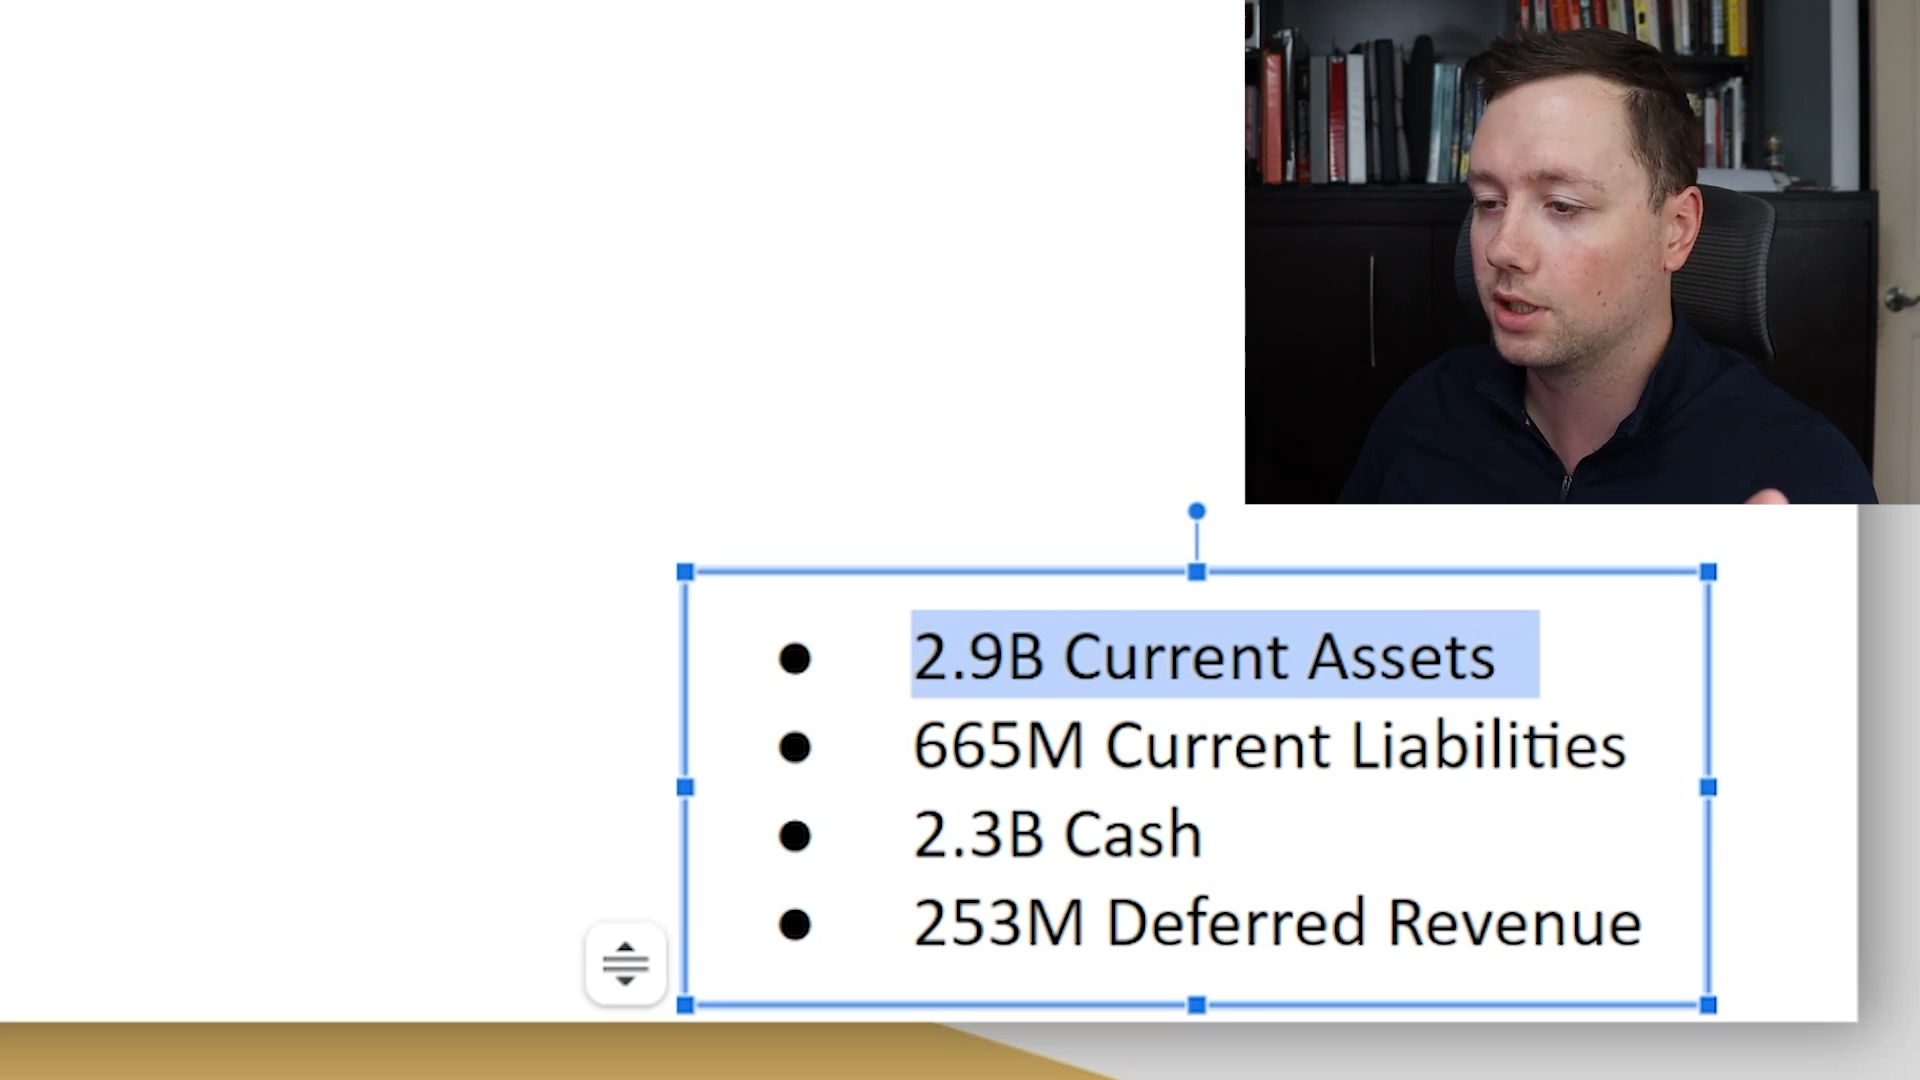 2.9B Current Assets
665M Current Liabilities
2.3B Cash
253M Deferred Revenue